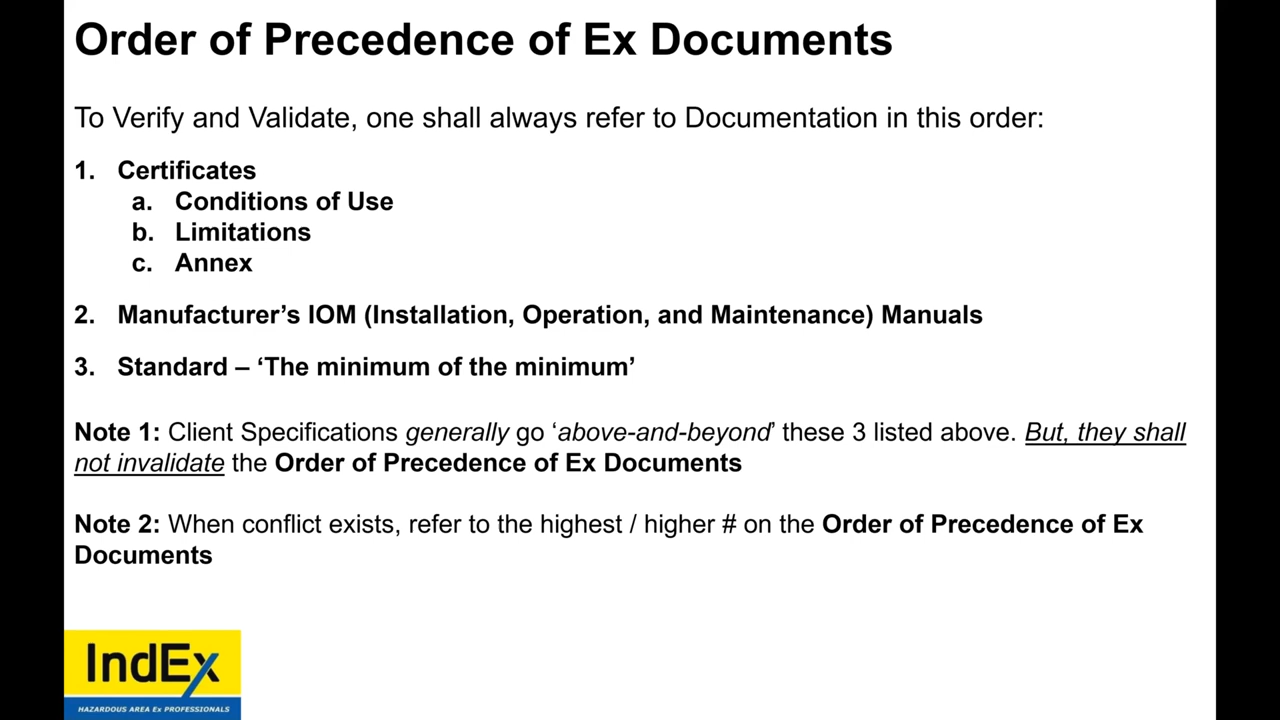 Order of Precedence of Ex Documents
To Verify and Validate, one shall always refer to Documentation in this order:
1. Certificates
a. Conditions of Use
b. Limitations
c. Annex
2. Manufacturer’s IOM (Installation, Operation, and Maintenance) Manuals
3. Standard – ‘The minimum of the minimum’
Note 1: Client Specifications generally go ‘above-and-beyond’ these 3 listed above. But, they shall
not invalidate the Order of Precedence of Ex Documents
Note 2: When conflict exists, refer to the highest / higher # on the Order of Precedence of Ex
Documents
IndEx
HAZARDOUS AREA Ex PROFESSIONALS